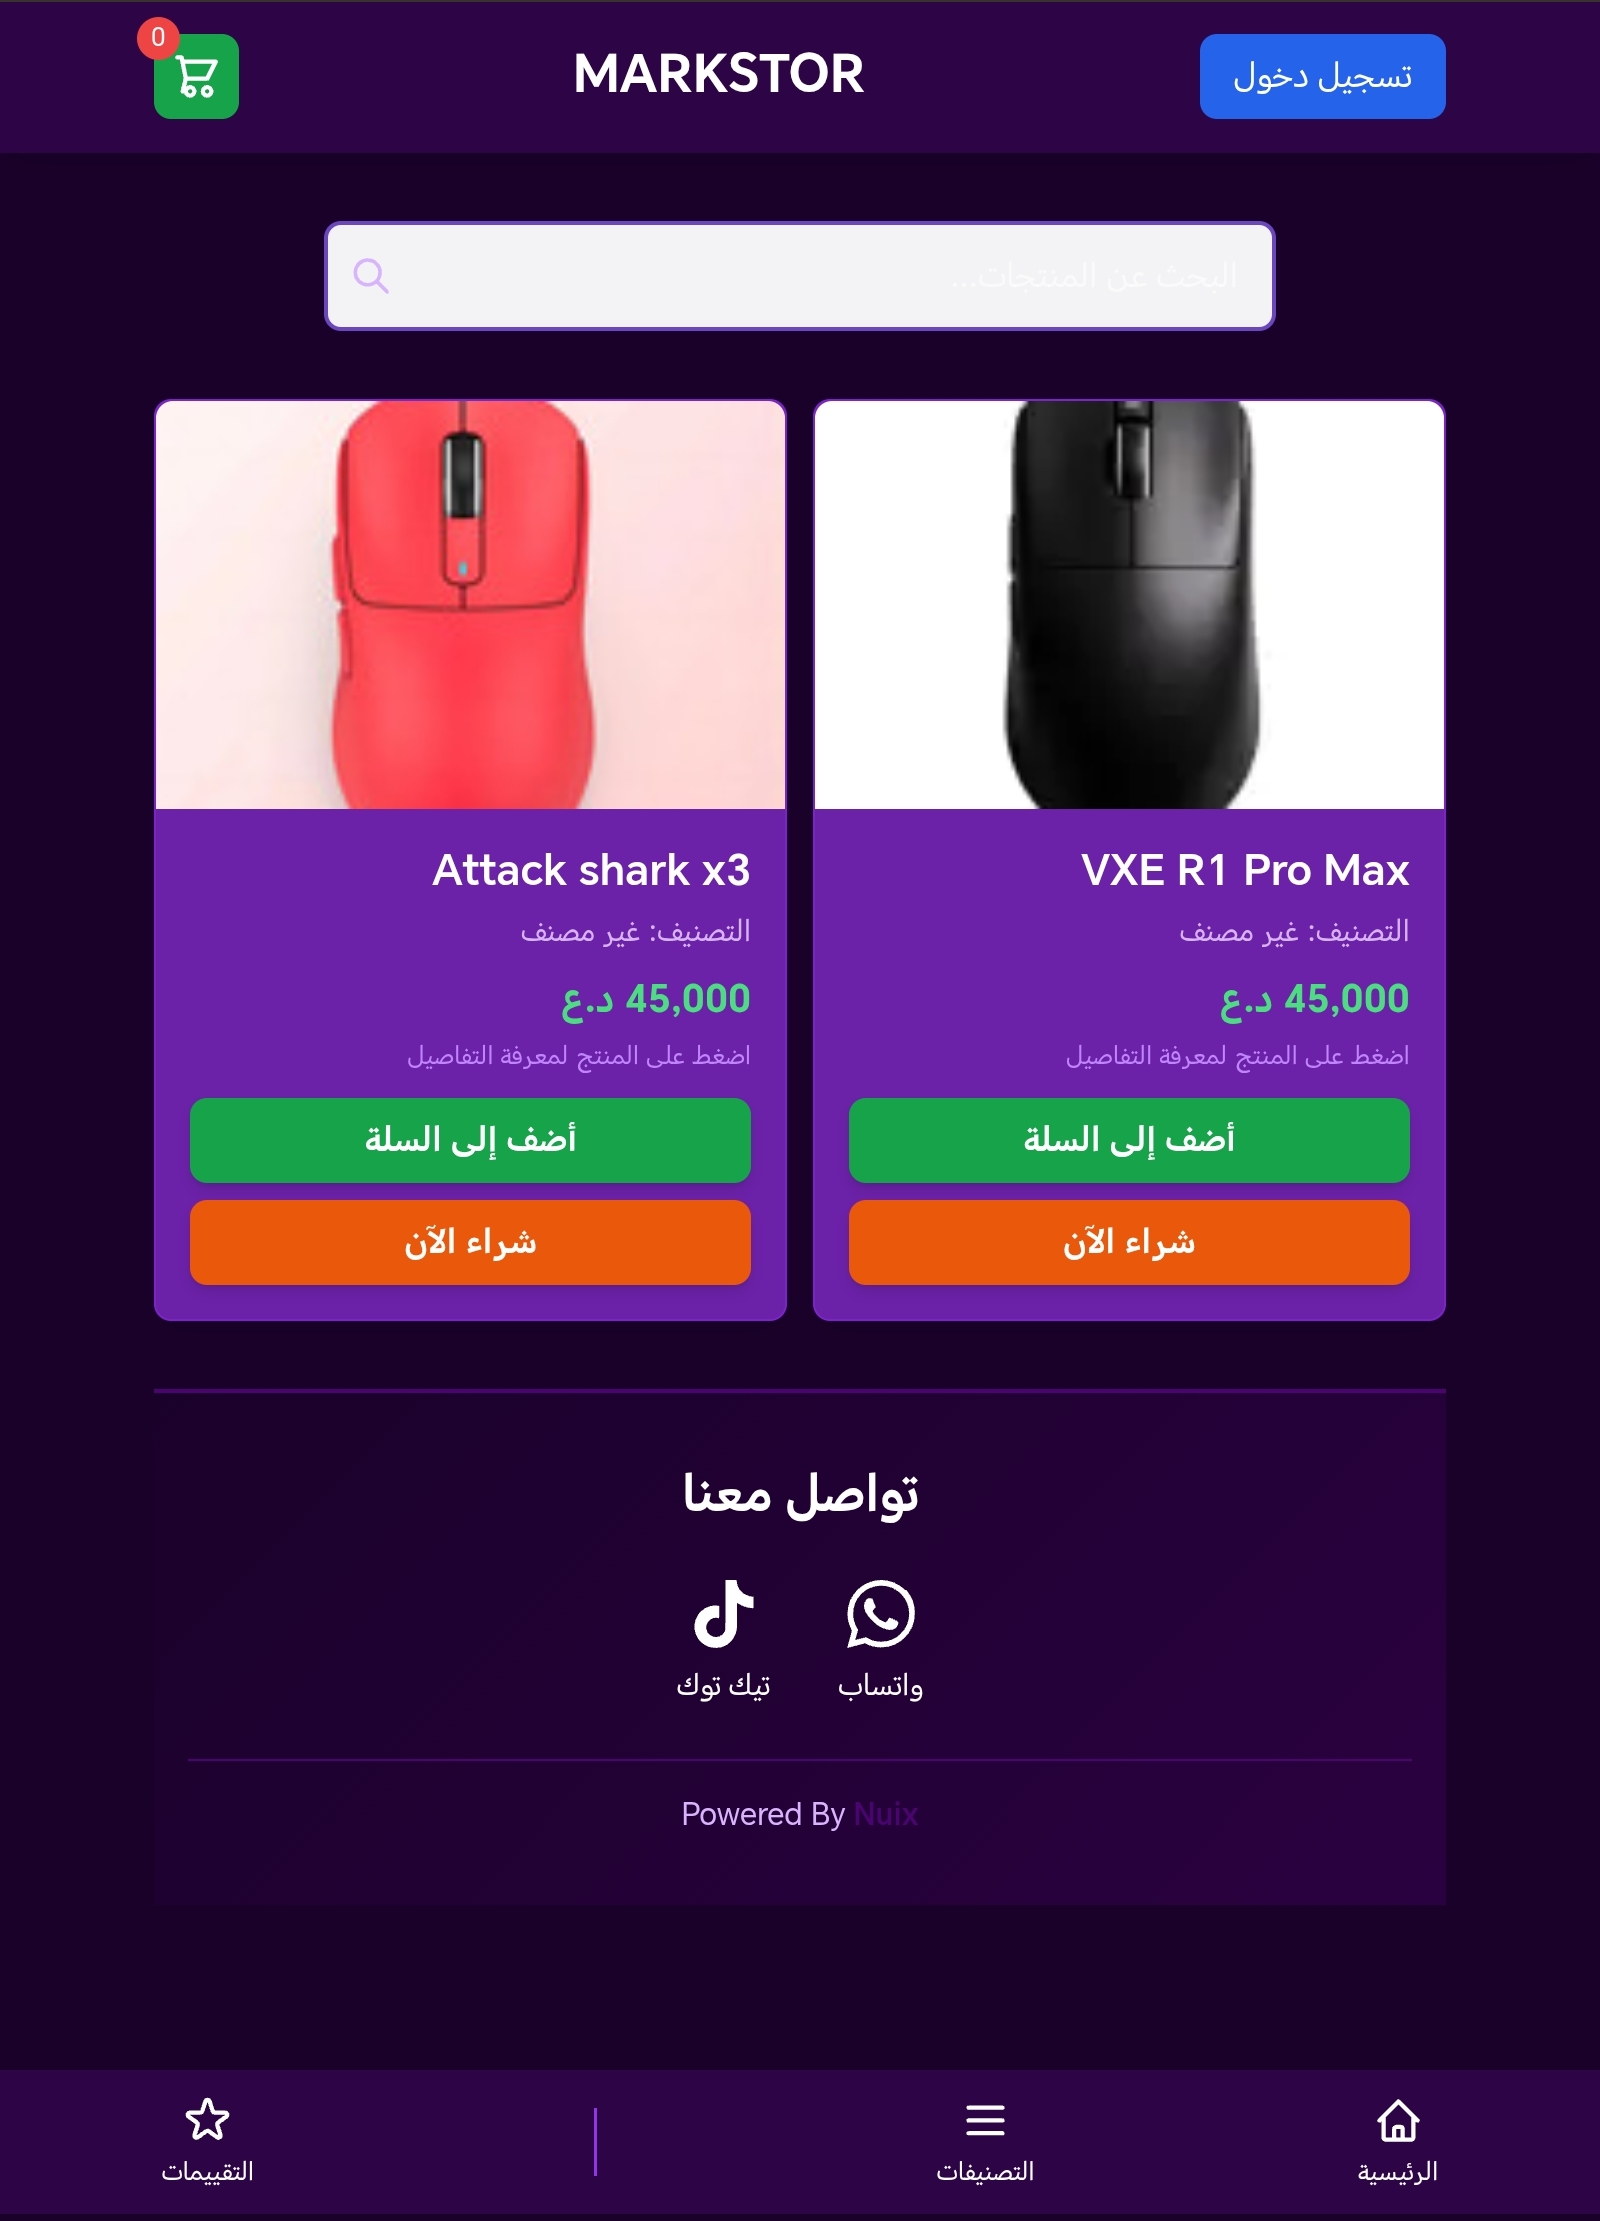 تسجيل دخول
MARKSTOR
0
البحث عن المنتجات...
VXE R1 Pro Max
التصنيف: غير مصنف
45,000 د.ع
اضغط على المنتج لمعرفة التفاصيل
أضف إلى السلة
شراء الآن
Attack shark x3
التصنيف: غير مصنف
45,000 د.ع
اضغط على المنتج لمعرفة التفاصيل
أضف إلى السلة
شراء الآن
تواصل معنا
واتساب
تيك توك
Powered By Nuix
الرئيسية
التصنيفات
التقييمات